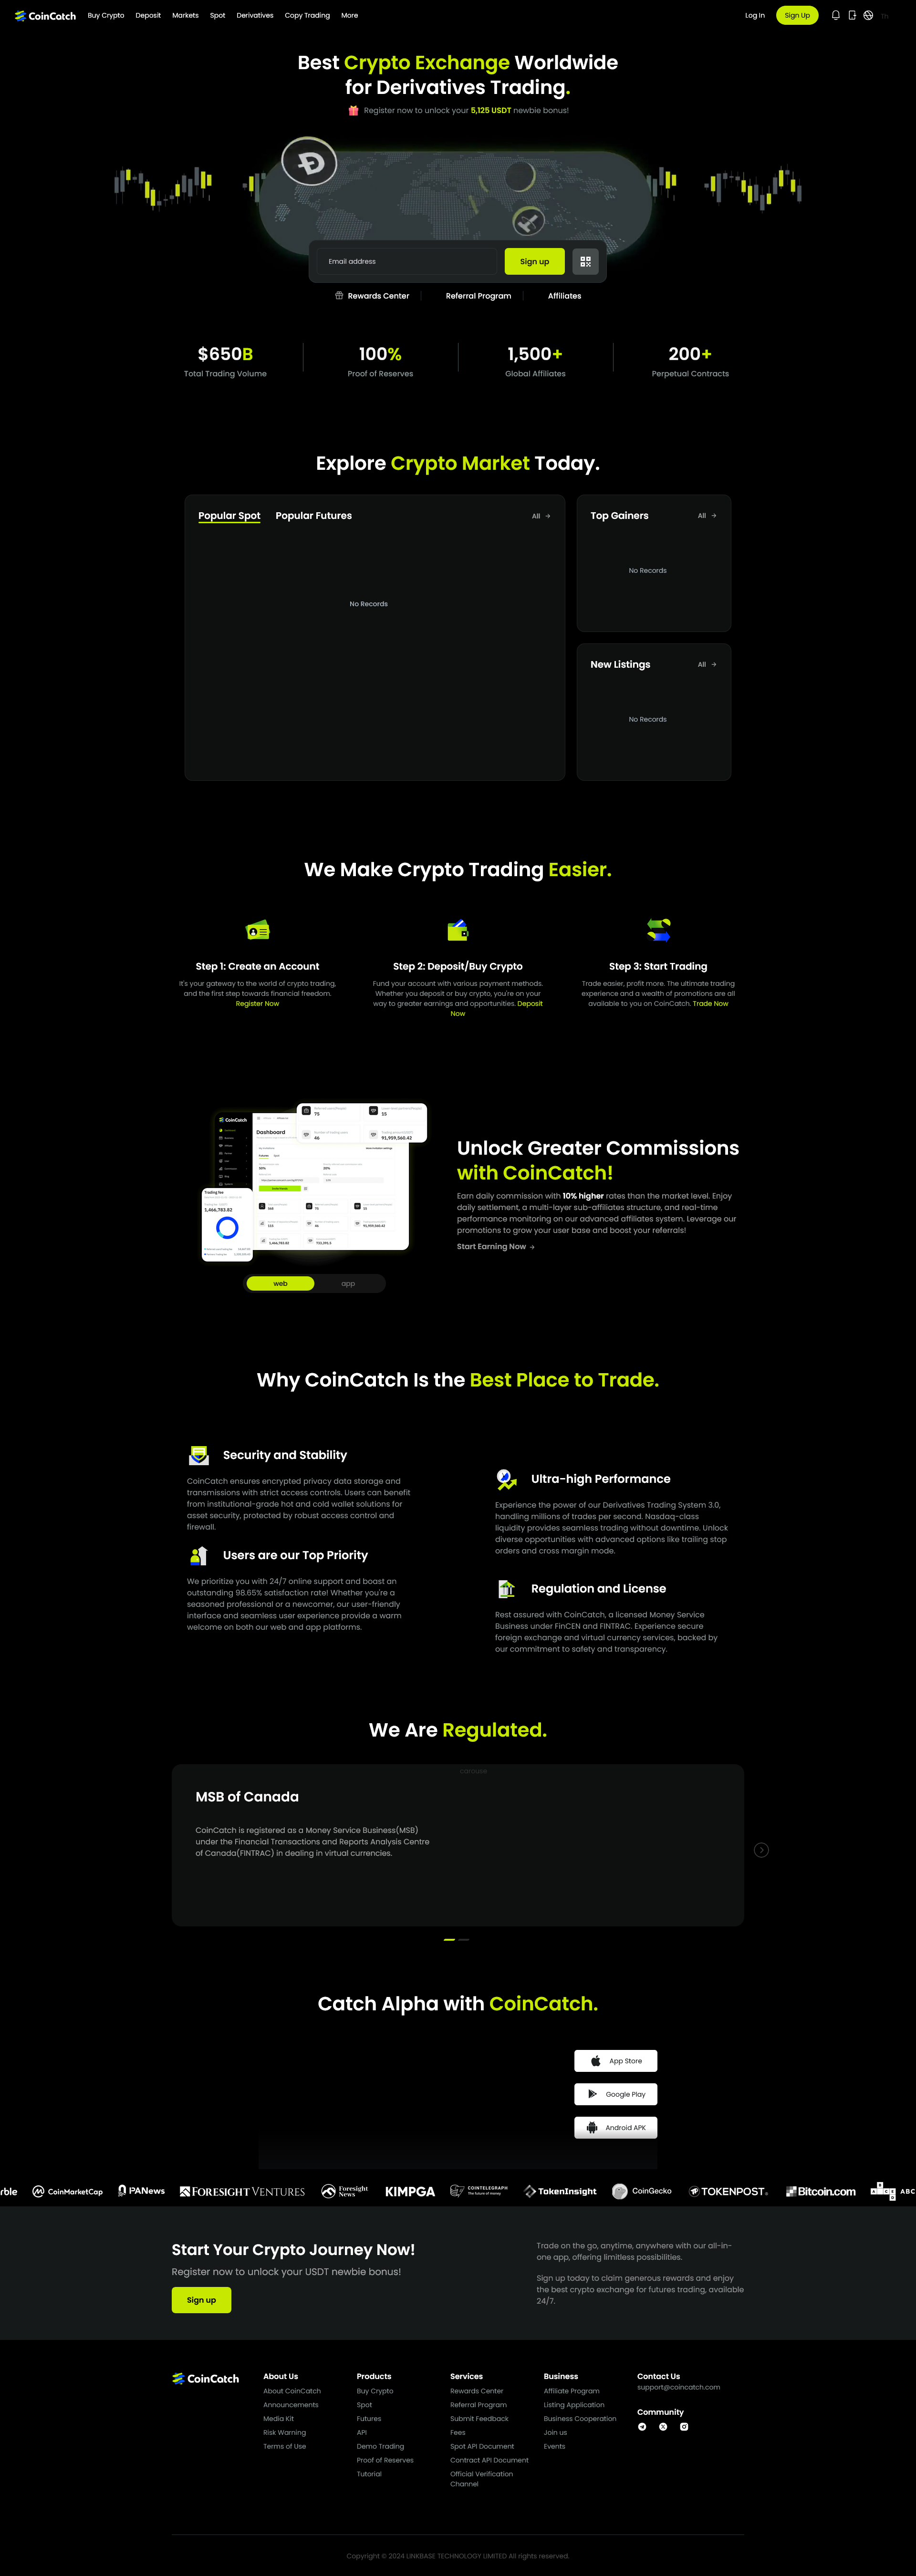 CoinCatch Buy Crypto Deposit Markets Spot Derivatives Copy Trading More Log In Sign Up
Best Crypto Exchange Worldwide
for Derivatives Trading.
Register now to unlock your 5,125 USDT newbie bonus!
Email address Sign up
Rewards Center Referral Program Affiliates
$650B 100% 1,500+ 200+
Total Trading Volume Proof of Reserves Global Affiliates Perpetual Contracts
Explore Crypto Market Today.
Popular Spot Popular Futures All
No Records
Top Gainers All
No Records
New Listings All
No Records
We Make Crypto Trading Easier.
Step 1: Create an Account
It's your gateway to the world of crypto trading,
and the first step towards financial freedom.
Register Now
Step 2: Deposit/Buy Crypto
Fund your account with various payment methods.
Whether you deposit or buy crypto, you're on your
way to greater earnings and opportunities. Deposit
Now
Step 3: Start Trading
Trade easier, profit more. The ultimate trading
experience and a wealth of promotions are all
available to you on CoinCatch. Trade Now
CoinCatch
Dashboard
75 15
46 91,959,560.42
Trading fee
1,466,783.82
web app
Unlock Greater Commissions
with CoinCatch!
Earn daily commission with 10% higher rates than the market level. Enjoy
daily settlement, a multi-layer sub-affiliates structure, and real-time
performance monitoring on our advanced affiliates system. Leverage our
promotions to grow your user base and boost your referrals!
Start Earning Now
Why CoinCatch Is the Best Place to Trade.
Security and Stability
CoinCatch ensures encrypted privacy data storage and
transmissions with strict access controls. Users can benefit
from institutional-grade hot and cold wallet solutions for
asset security, protected by robust access control and
firewall.
Users are our Top Priority
We prioritize you with 24/7 online support and boast an
outstanding 98.65% satisfaction rate! Whether you're a
seasoned professional or a newcomer, our user-friendly
interface and seamless user experience provide a warm
welcome on both our web and app platforms.
Ultra-high Performance
Experience the power of our Derivatives Trading System 3.0,
handling millions of trades per second. Nasdaq-class
liquidity provides seamless trading without downtime. Unlock
diverse opportunities with advanced options like trailing stop
orders and cross margin mode.
Regulation and License
Rest assured with CoinCatch, a licensed Money Service
Business under FinCEN and FINTRAC. Experience secure
foreign exchange and virtual currency services, backed by
our commitment to safety and transparency.
We Are Regulated.
MSB of Canada
CoinCatch is registered as a Money Service Business(MSB)
under the Financial Transactions and Reports Analysis Centre
of Canada(FINTRAC) in dealing in virtual currencies.
Catch Alpha with CoinCatch.
App Store
Google Play
Android APK
rble CoinMarketCap PANews FORESIGHT VENTURES Foresight News KIMPGA COINTELEGRAPH The future of money TokenInsight CoinGecko TOKENPOST Bitcoin.com ABC
Start Your Crypto Journey Now!
Register now to unlock your USDT newbie bonus!
Sign up
Trade on the go, anytime, anywhere with our all-in-
one app, offering limitless possibilities.
Sign up today to claim generous rewards and enjoy
the best crypto exchange for futures trading, available
24/7.
CoinCatch
About Us
About CoinCatch
Announcements
Media Kit
Risk Warning
Terms of Use
Products
Buy Crypto
Spot
Futures
API
Demo Trading
Proof of Reserves
Tutorial
Services
Rewards Center
Referral Program
Submit Feedback
Fees
Spot API Document
Contract API Document
Official Verification
Channel
Business
Affiliate Program
Listing Application
Business Cooperation
Join us
Events
Contact Us
support@coincatch.com
Community
Copyright © 2024 LINKBASE TECHNOLOGY LIMITED All rights reserved.